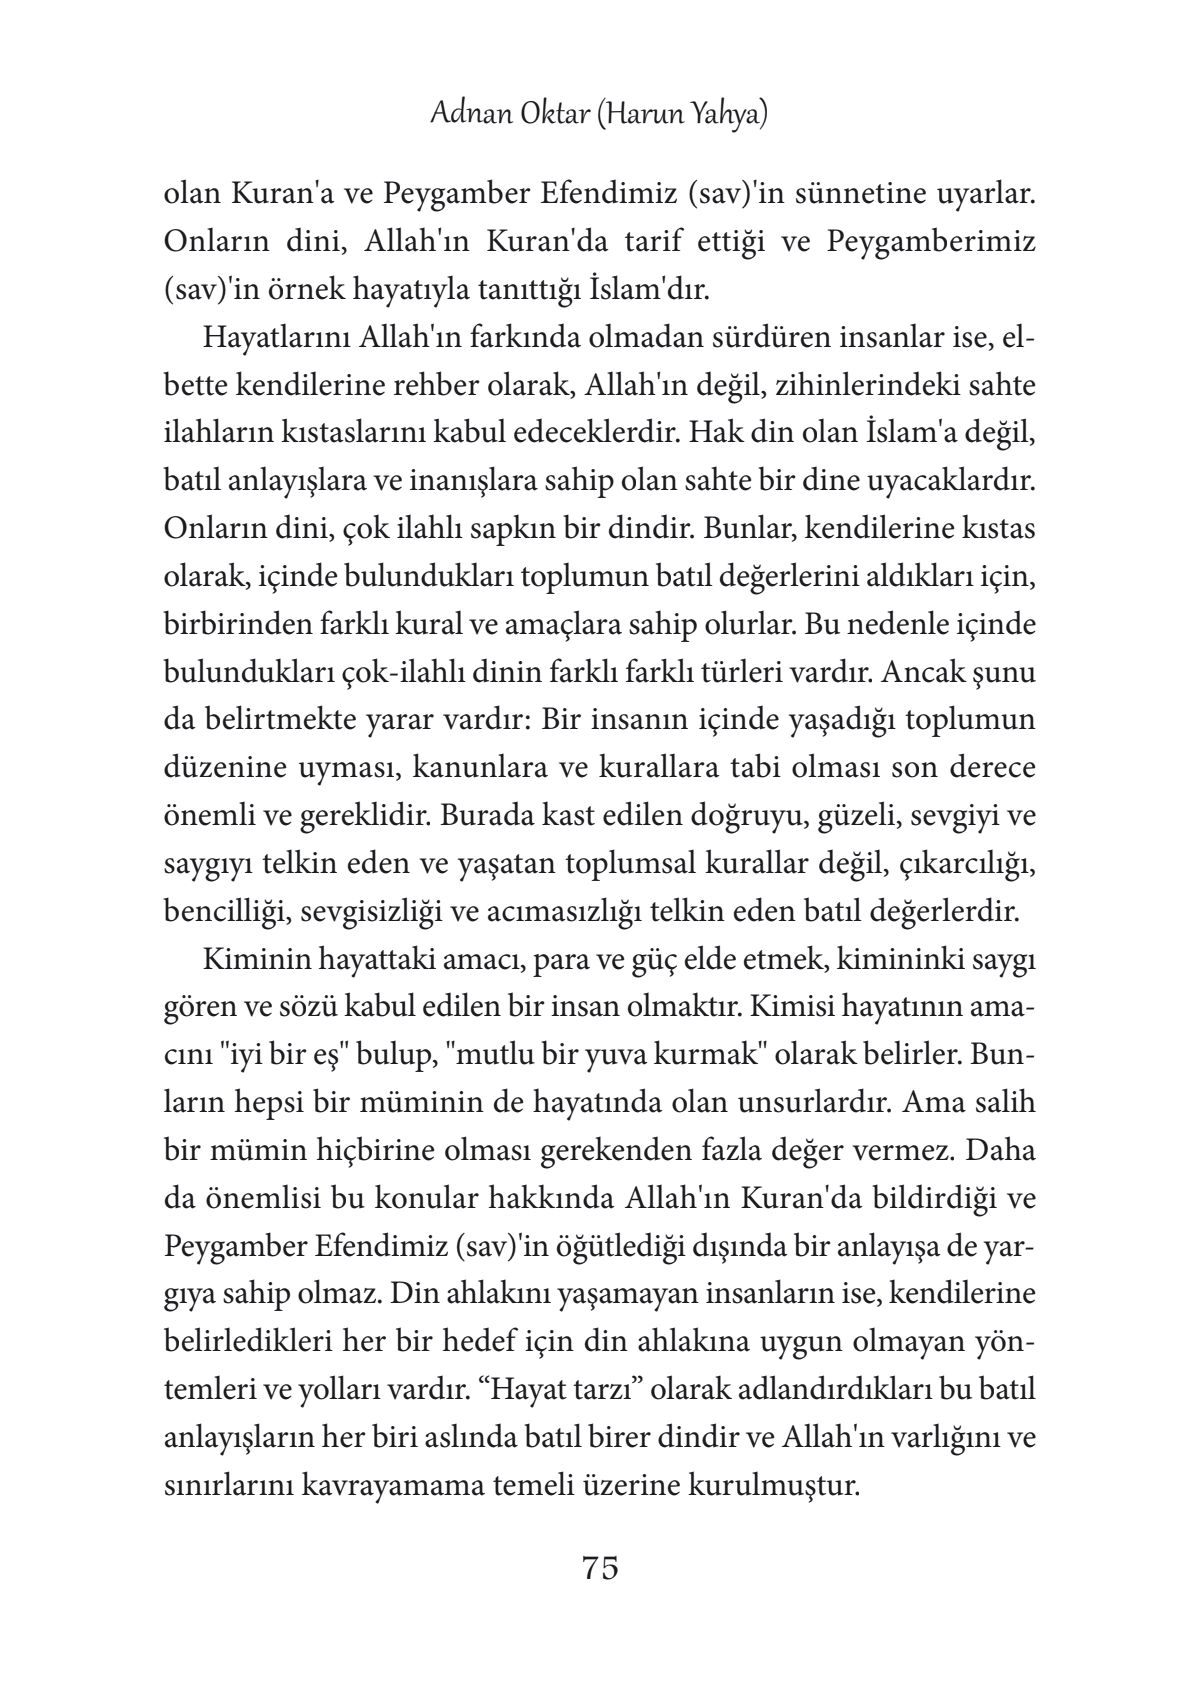 Adnan Oktar (Harun Yahya)
olan Kuran'a ve Peygamber Efendimiz (sav)'in sünnetine uyarlar.
Onların dini, Allah'ın Kuran'da tarif ettiği ve Peygamberimiz
(sav)'in örnek hayatıyla tanıttığı İslam'dır.
Hayatlarını Allah'ın farkında olmadan sürdüren insanlar ise, el-
bette kendilerine rehber olarak, Allah'ın değil, zihinlerindeki sahte
ilahların kıstaslarını kabul edeceklerdir. Hak din olan İslam'a değil,
batıl anlayışlara ve inanışlara sahip olan sahte bir dine uyacaklardır.
Onların dini, çok ilahlı sapkın bir dindir. Bunlar, kendilerine kıstas
olarak, içinde bulundukları toplumun batıl değerlerini aldıkları için,
birbirinden farklı kural ve amaçlara sahip olurlar. Bu nedenle içinde
bulundukları çok-ilahlı dinin farklı farklı türleri vardır. Ancak şunu
da belirtmekte yarar vardır: Bir insanın içinde yaşadığı toplumun
düzenine uyması, kanunlara ve kurallara tabi olması son derece
önemli ve gereklidir. Burada kast edilen doğruyu, güzeli, sevgiyi ve
saygıyı telkin eden ve yaşatan toplumsal kurallar değil, çıkarcılığı,
bencilliği, sevgisizliği ve acımasızlığı telkin eden batıl değerlerdir.
Kiminin hayattaki amacı, para ve güç elde etmek, kimininki saygı
gören ve sözü kabul edilen bir insan olmaktır. Kimisi hayatının ama-
cını "iyi bir eş" bulup, "mutlu bir yuva kurmak" olarak belirler. Bun-
ların hepsi bir müminin de hayatında olan unsurlardır. Ama salih
bir mümin hiçbirine olması gerekenden fazla değer vermez. Daha
da önemlisi bu konular hakkında Allah'ın Kuran'da bildirdiği ve
Peygamber Efendimiz (sav)'in öğütlediği dışında bir anlayışa de yar-
gıya sahip olmaz. Din ahlakını yaşamayan insanların ise, kendilerine
belirledikleri her bir hedef için din ahlakına uygun olmayan yön-
temleri ve yolları vardır. “Hayat tarzı” olarak adlandırdıkları bu batıl
anlayışların her biri aslında batıl birer dindir ve Allah'ın varlığını ve
sınırlarını kavrayamama temeli üzerine kurulmuştur.
75